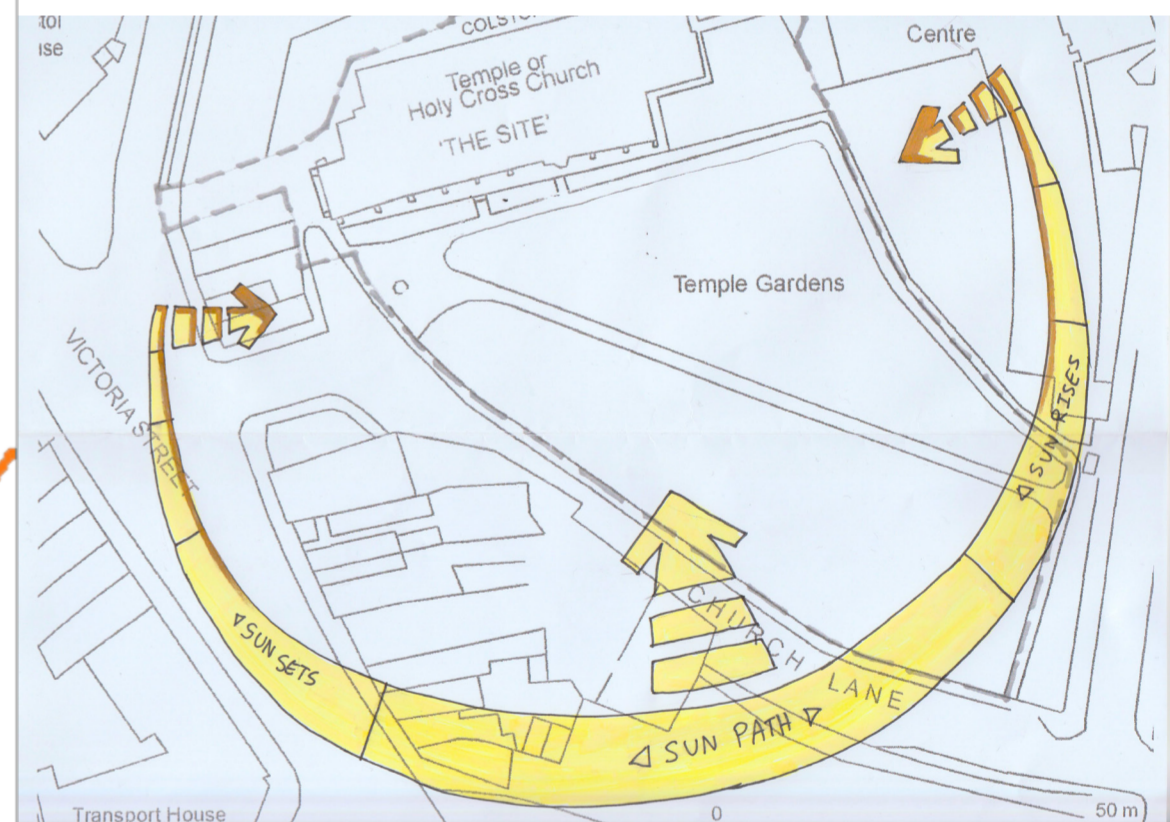 Centre
Temple or
Holy Cross Church
'THE SITE'
Temple Gardens
VICTORIA STREET
C
SUN RISES
SUN SETS
CHURCH LANE
SUN PATH
Transport House
0
50 m